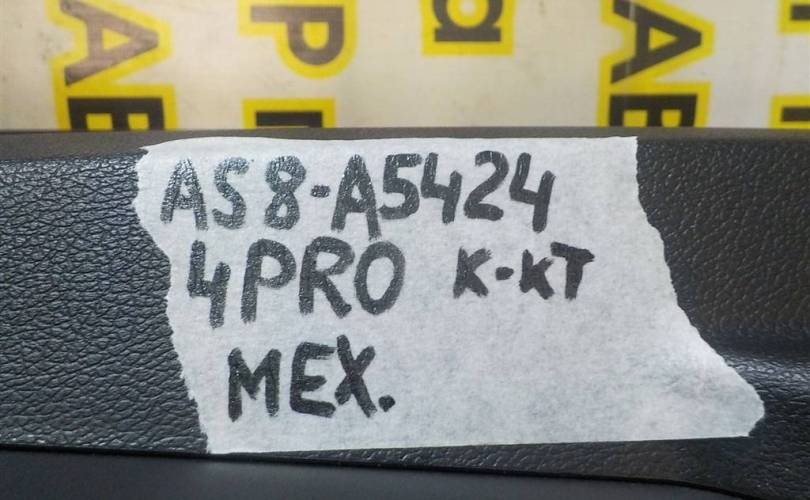 AS8-A5424
4PRO K-KT
MEX.